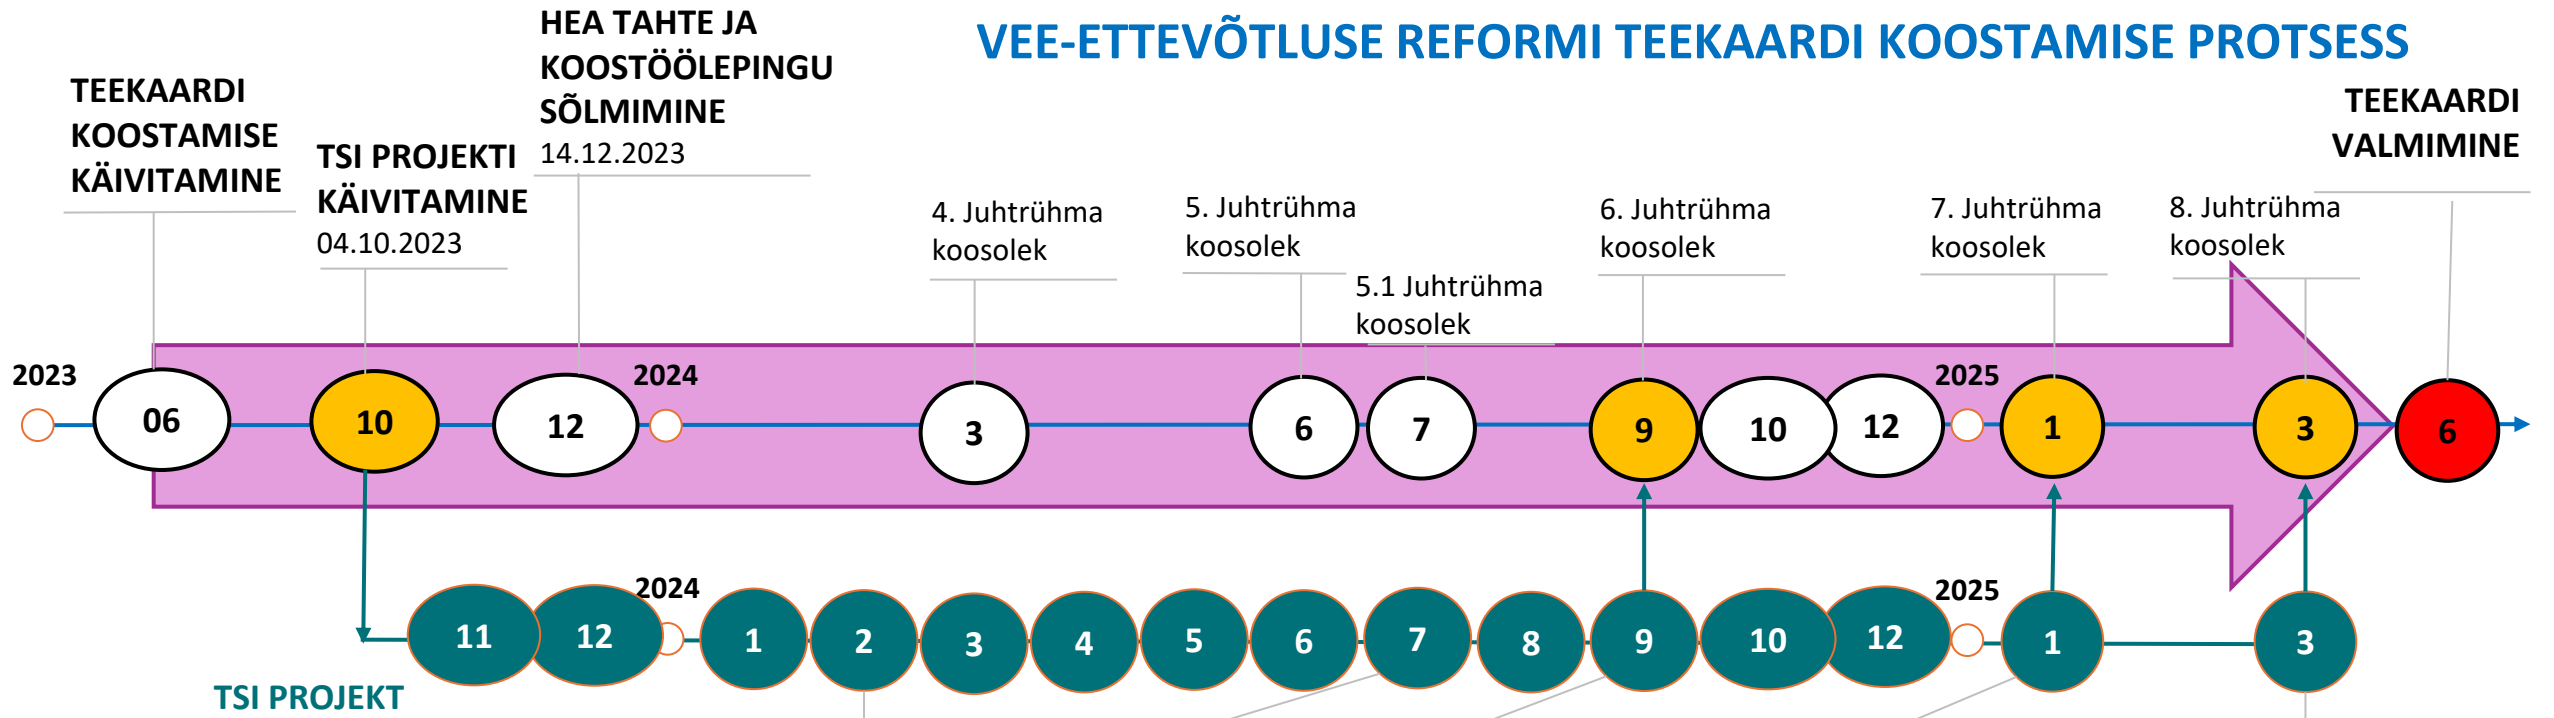 VEE-ETTEVÕTLUSE REFORMI TEEKAARDI KOOSTAMISE PROTSESS
TEEKAARDI
KOOSTAMISE
KÄIVITAMINE
TSI PROJEKTI
KÄIVITAMINE
04.10.2023
HEA TAHTE JA
KOOSTÖÖLEPINGU
SÕLMIMINE
14.12.2023
4. Juhtrühma
koosolek
5. Juhtrühma
koosolek
5.1 Juhtrühma
koosolek
6. Juhtrühma
koosolek
7. Juhtrühma
koosolek
8. Juhtrühma
koosolek
TEEKAARDI
VALMIMINE
2023
06
10
12
2024
3
6
7
9
10
12
2025
1
3
6
11
12
2024
1
2
3
4
5
6
7
8
9
10
12
2025
1
3
TSI PROJEKT